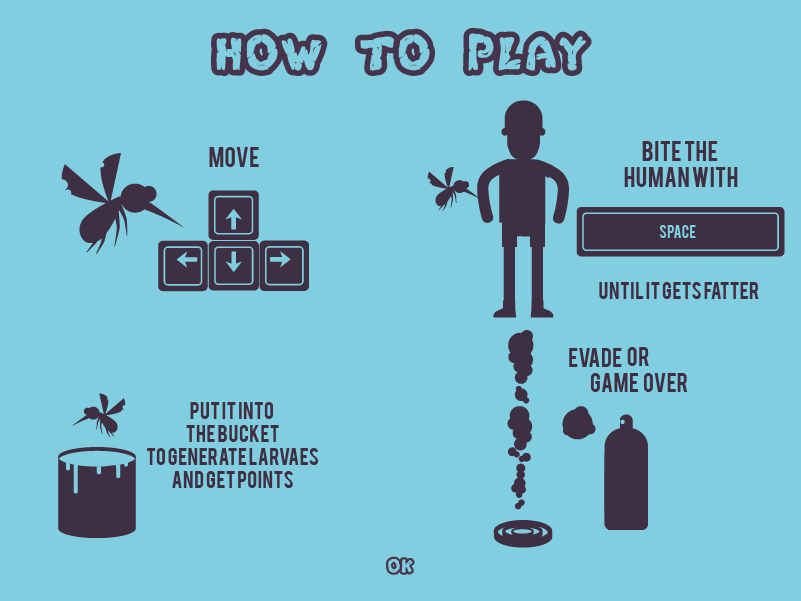 HOW TO PLAY
MOVE
BITE THE
HUMAN WITH
SPACE
UNTIL IT GETS FATTER
EVADE OR
GAME OVER
PUT IT INTO
THE BUCKET
TO GENERATE LARVAES
AND GET POINTS
OK